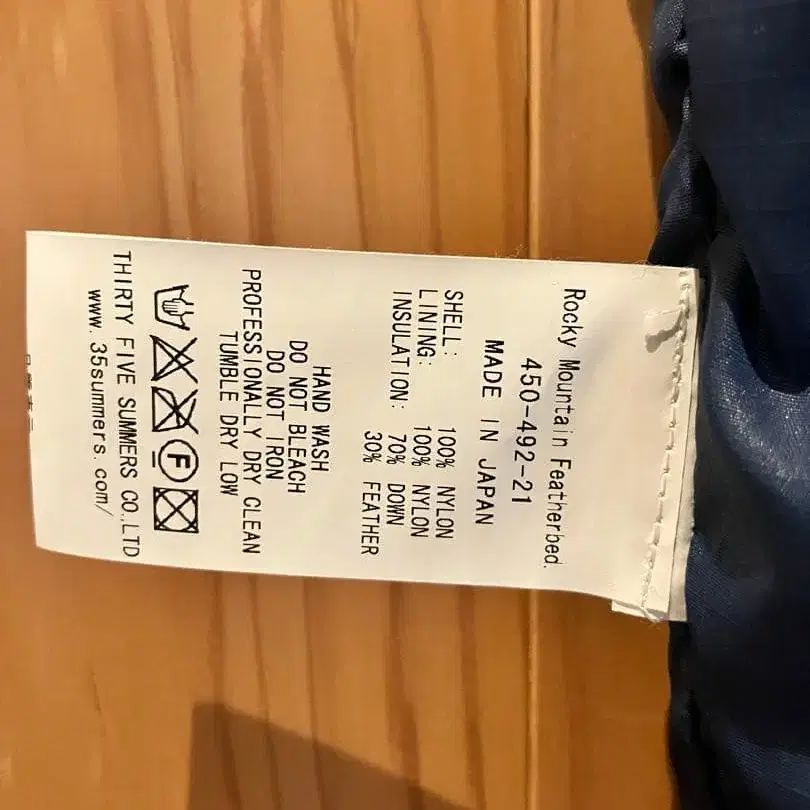 Rocky Mountain Featherbed.
450-492-21
MADE IN JAPAN
SHELL: 100% NYLON
LINING: 100% NYLON
INSULATION: 70% DOWN
30% FEATHER
HAND WASH
DO NOT BLEACH
DO NOT IRON
PROFESSIONALLY DRY CLEAN
TUMBLE DRY LOW
F
THIRTY FIVE SUMMERS CO.,LTD
www.35summers.com/